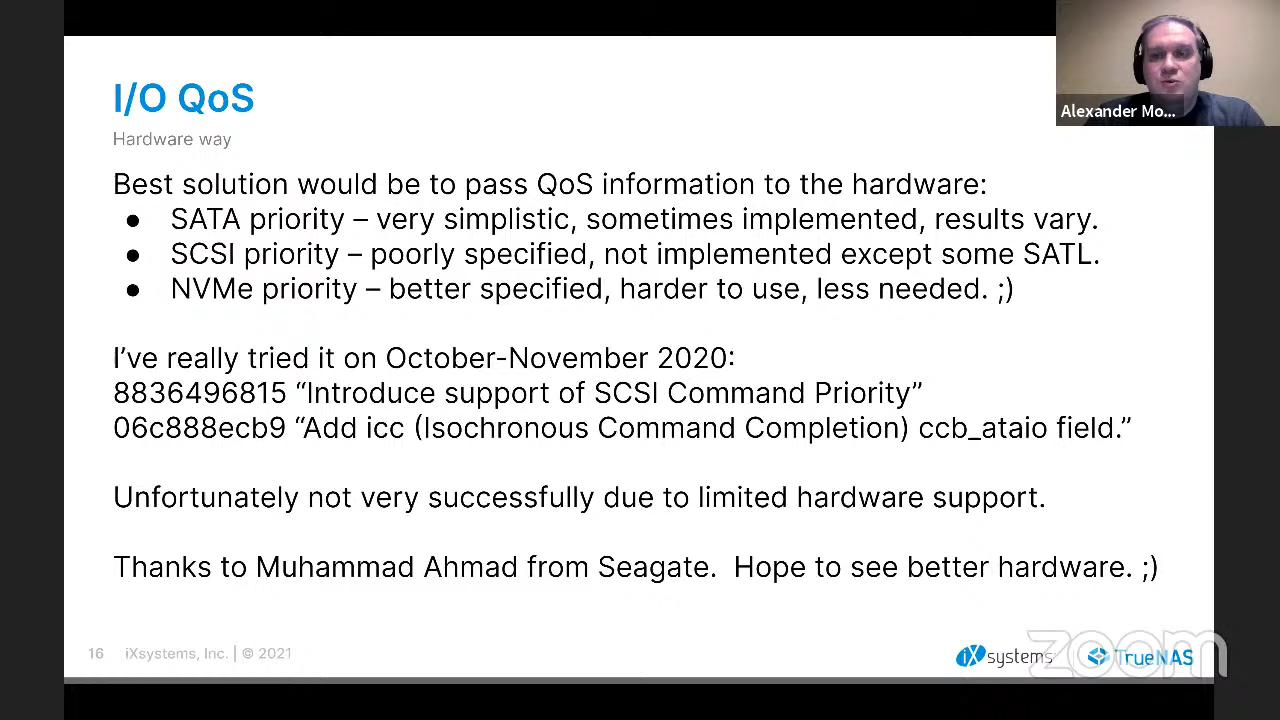 I/O QoS
Hardware way
Alexander Mo...
Best solution would be to pass QoS information to the hardware:
● SATA priority – very simplistic, sometimes implemented, results vary.
● SCSI priority – poorly specified, not implemented except some SATL.
● NVMe priority – better specified, harder to use, less needed. ;)
I’ve really tried it on October-November 2020:
8836496815 “Introduce support of SCSI Command Priority”
06c888ecb9 “Add icc (Isochronous Command Completion) ccb_ataio field.”
Unfortunately not very successfully due to limited hardware support.
Thanks to Muhammad Ahmad from Seagate.  Hope to see better hardware. ;)
16 iXsystems, Inc. | © 2021
iXsystems TrueNAS
zoom